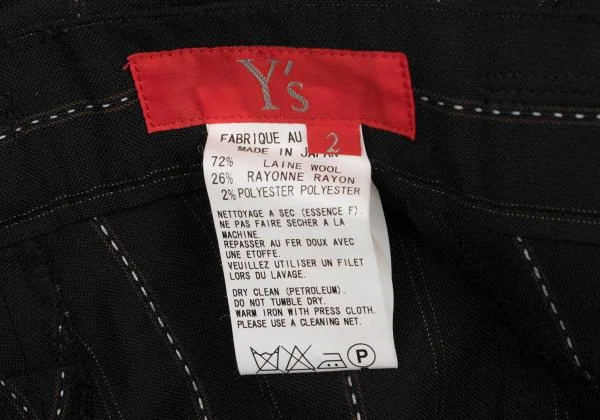 Y's
2
FABRIQUE AU
MADE IN JAPAN
72% LAINE WOOL
26% RAYONNE RAYON
2% POLYESTER POLYESTER
NETTOYAGE A SEC (ESSENCE F).
NE PAS FAIRE SECHER A LA
MACHINE.
REPASSER AU FER DOUX AVEC
UNE ETOFFE.
VEUILLEZ UTILISER UN FILET
LORS DU LAVAGE.
DRY CLEAN (PETROLEUM).
DO NOT TUMBLE DRY.
WARM IRON WITH PRESS CLOTH.
PLEASE USE A CLEANING NET.
P